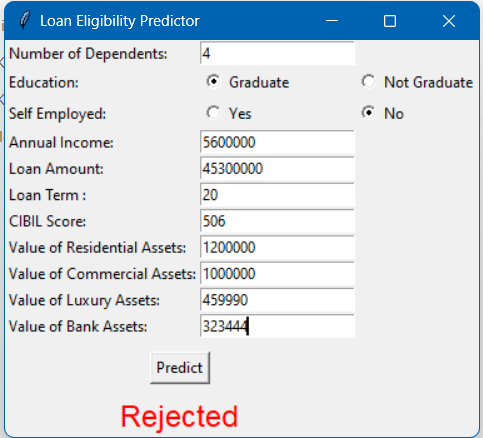 Loan Eligibility Predictor
Number of Dependents: 4
Education: Graduate Not Graduate
Self Employed: Yes No
Annual Income: 5600000
Loan Amount: 45300000
Loan Term : 20
CIBIL Score: 506
Value of Residential Assets: 1200000
Value of Commercial Assets: 1000000
Value of Luxury Assets: 459990
Value of Bank Assets: 323444
Predict
Rejected